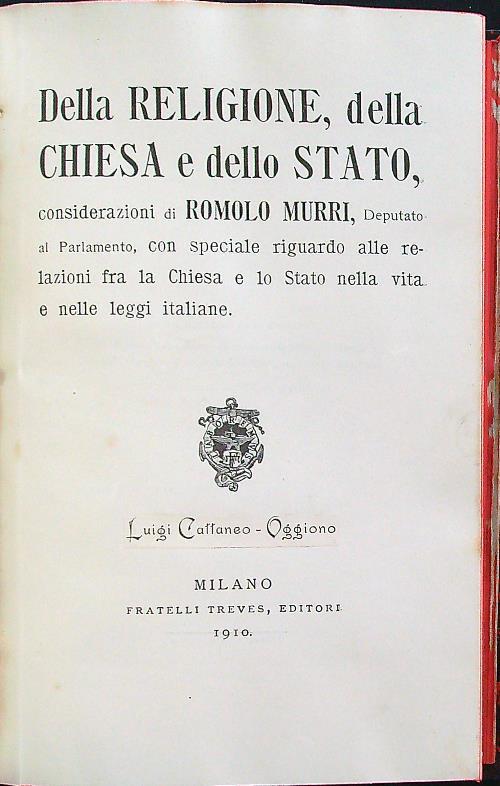 Della RELIGIONE, della
CHIESA e dello STATO,
considerazioni di ROMOLO MURRI, Deputato
al Parlamento, con speciale riguardo alle re-
lazioni fra la Chiesa e lo Stato nella vita
e nelle leggi italiane.
Luigi Cattaneo - Oggiono
MILANO
FRATELLI TREVES, EDITORI
1910.